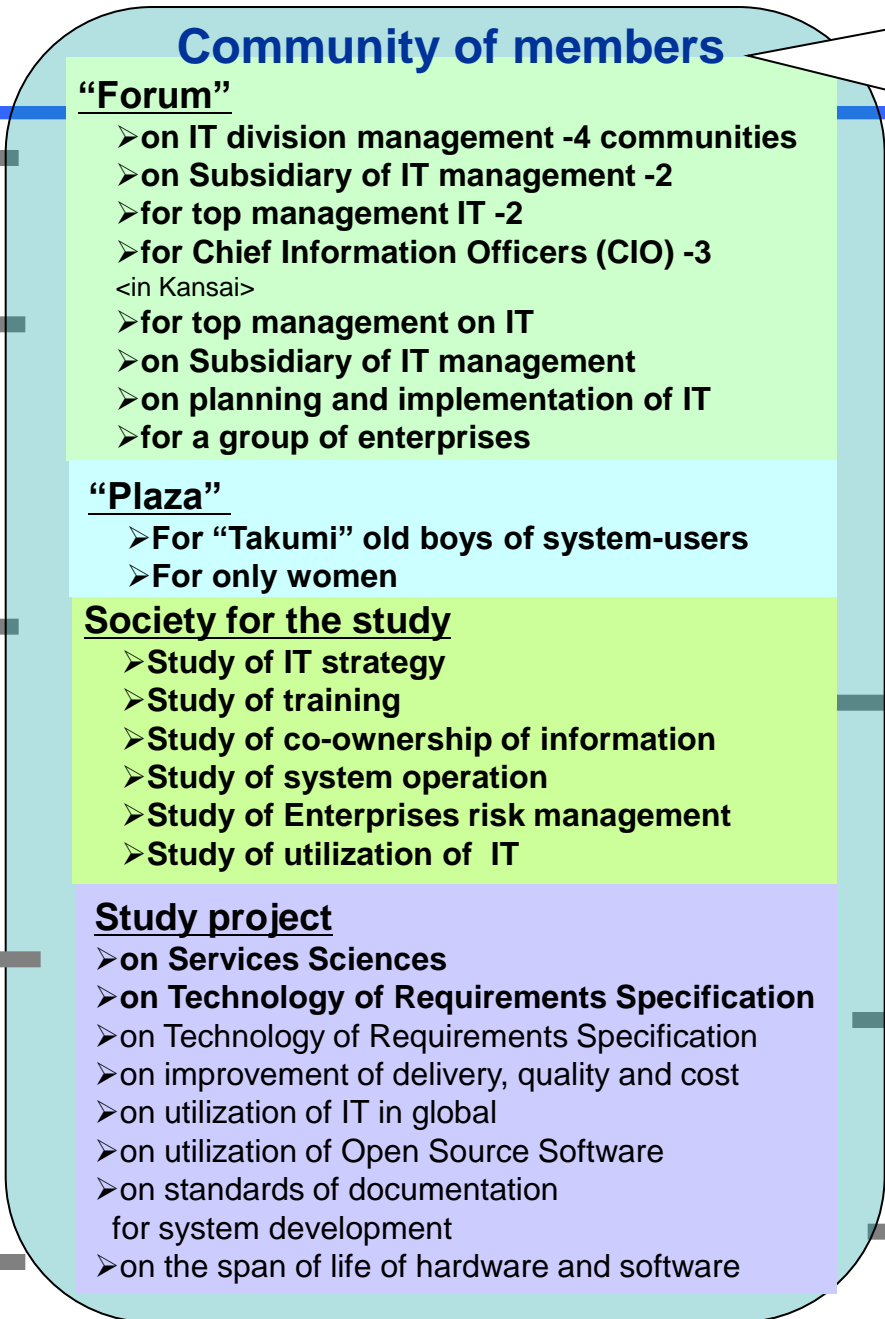 Community of members
“Forum”
➢on IT division management -4 communities
➢on Subsidiary of IT management -2
➢for top management IT -2
➢for Chief Information Officers (CIO) -3
<in Kansai>
➢for top management on IT
➢on Subsidiary of IT management
➢on planning and implementation of IT
➢for a group of enterprises
“Plaza”
➢For “Takumi” old boys of system-users
➢For only women
Society for the study
➢Study of IT strategy
➢Study of training
➢Study of co-ownership of information
➢Study of system operation
➢Study of Enterprises risk management
➢Study of utilization of IT
Study project
➢on Services Sciences
➢on Technology of Requirements Specification
➢on Technology of Requirements Specification
➢on improvement of delivery, quality and cost
➢on utilization of IT in global
➢on utilization of Open Source Software
➢on standards of documentation
for system development
➢on the span of life of hardware and software